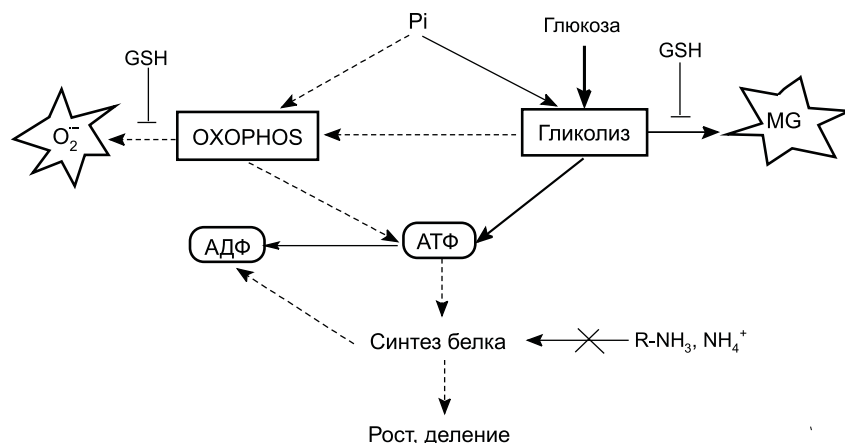 Pi
Глюкоза
GSH
GSH
O₂˙⁻
OXOPHOS
Гликолиз
MG
АДФ
АТФ
Синтез белка
R-NH₃, NH₄⁺
Рост, деление